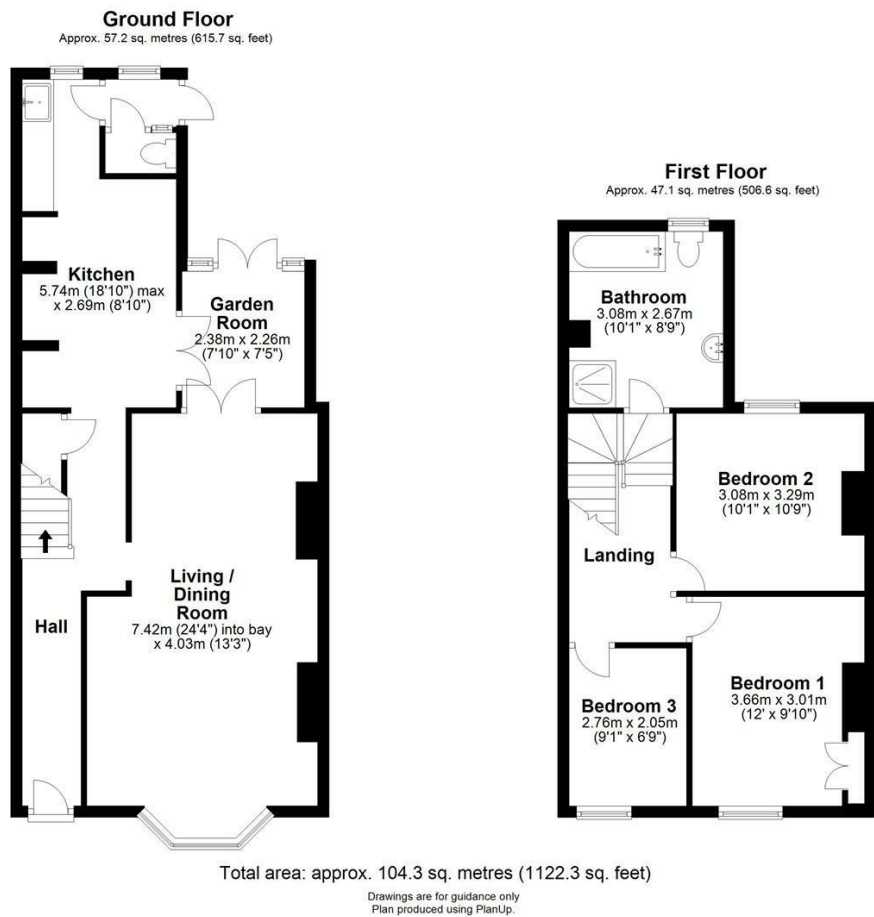 Ground Floor
Approx. 57.2 sq. metres (615.7 sq. feet)
Kitchen
5.74m (18'10") max
x 2.69m (8'10")
Garden
Room
2.38m x 2.26m
(7'10" x 7'5")
Living /
Dining
Room
7.42m (24'4") into bay
x 4.03m (13'3")
Hall
First Floor
Approx. 47.1 sq. metres (506.6 sq. feet)
Bathroom
3.08m x 2.67m
(10'1" x 8'9")
Bedroom 2
3.08m x 3.29m
(10'1" x 10'9")
Landing
Bedroom 1
3.66m x 3.01m
(12' x 9'10")
Bedroom 3
2.76m x 2.05m
(9'1" x 6'9")
Total area: approx. 104.3 sq. metres (1122.3 sq. feet)
Drawings are for guidance only
Plan produced using PlanUp.